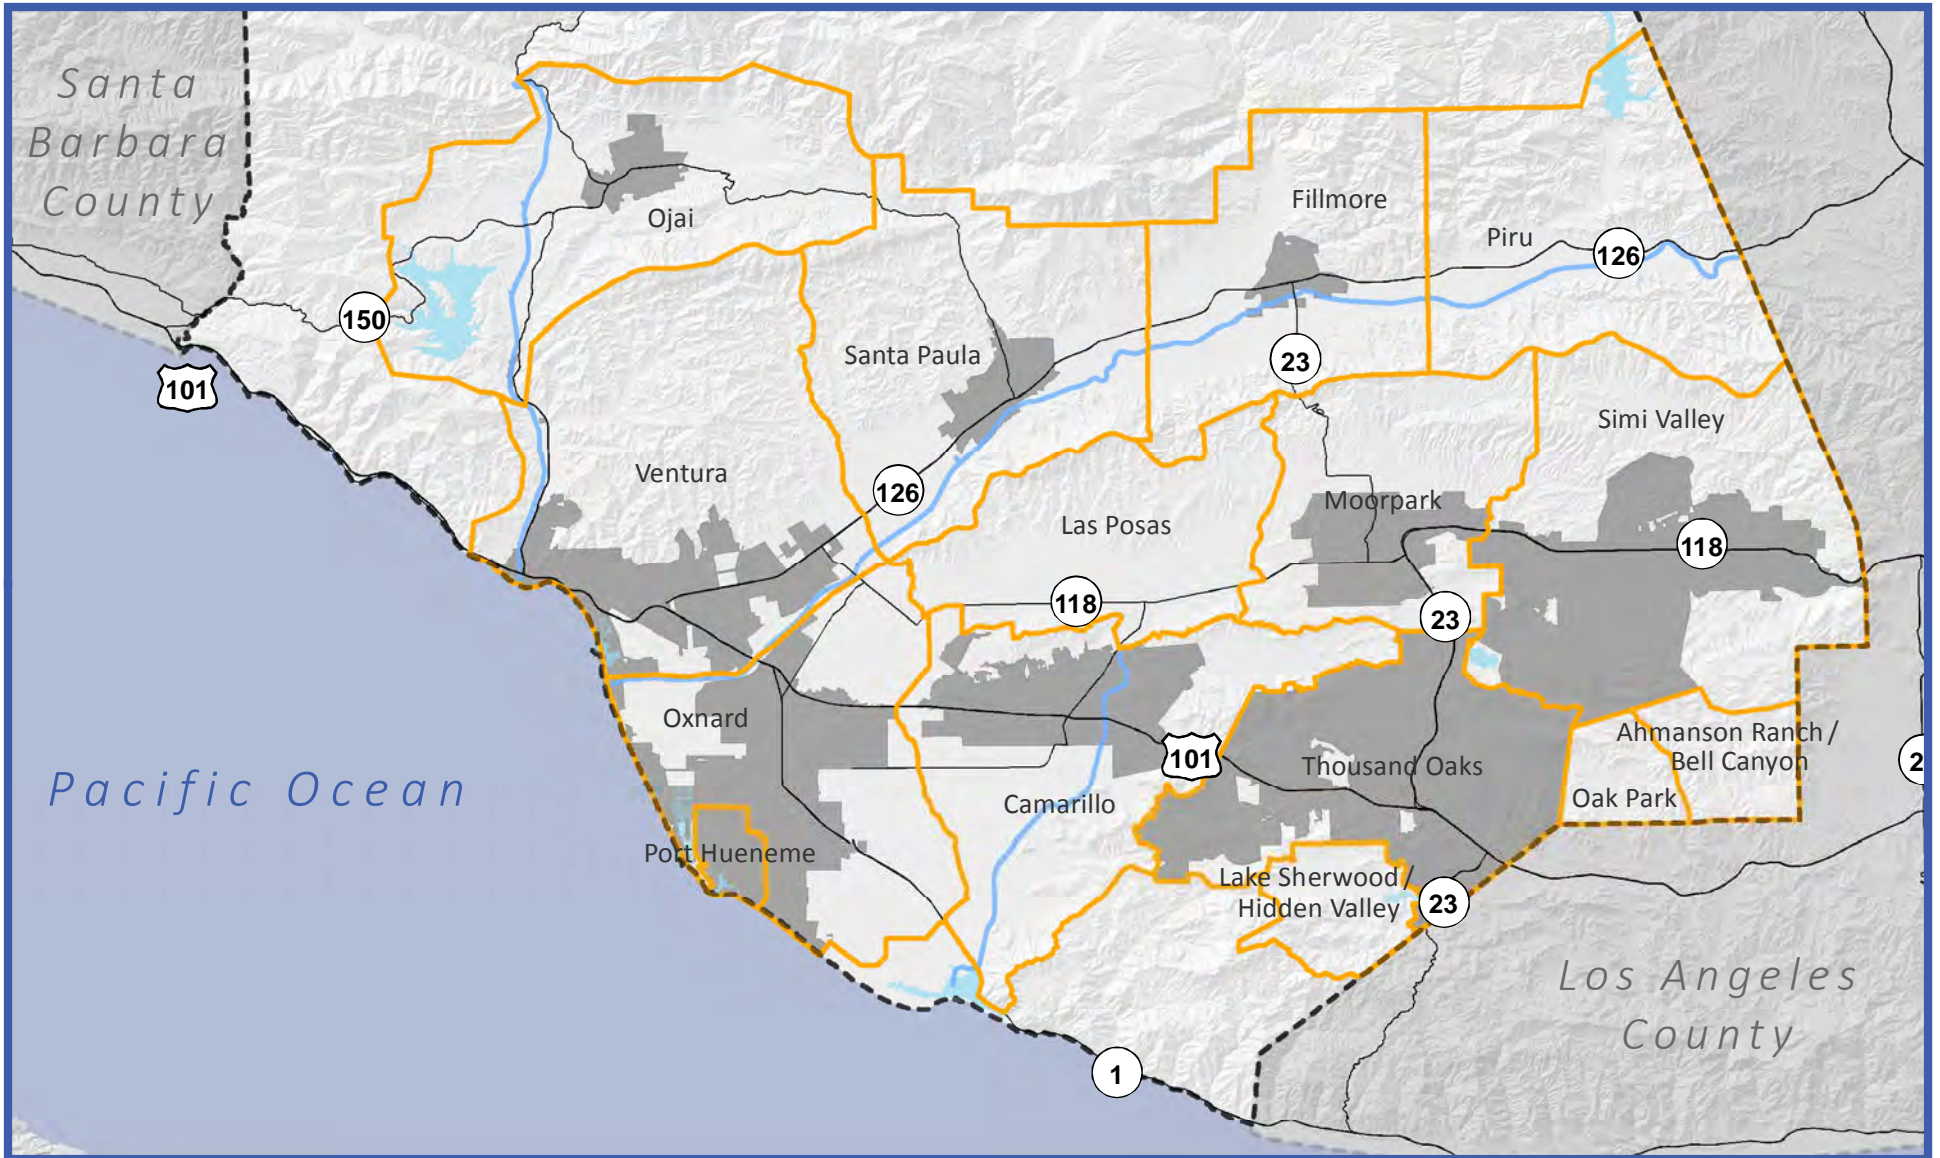 Santa
Barbara
County
Ojai
Fillmore
Piru
126
150
101
Santa Paula
23
Simi Valley
Ventura
126
Las Posas
Moorpark
118
118
23
Oxnard
Ahmanson Ranch /
Bell Canyon
101
Thousand Oaks
2
Pacific Ocean
Camarillo
Oak Park
Port Hueneme
Lake Sherwood /
Hidden Valley
23
Los Angeles
County
1